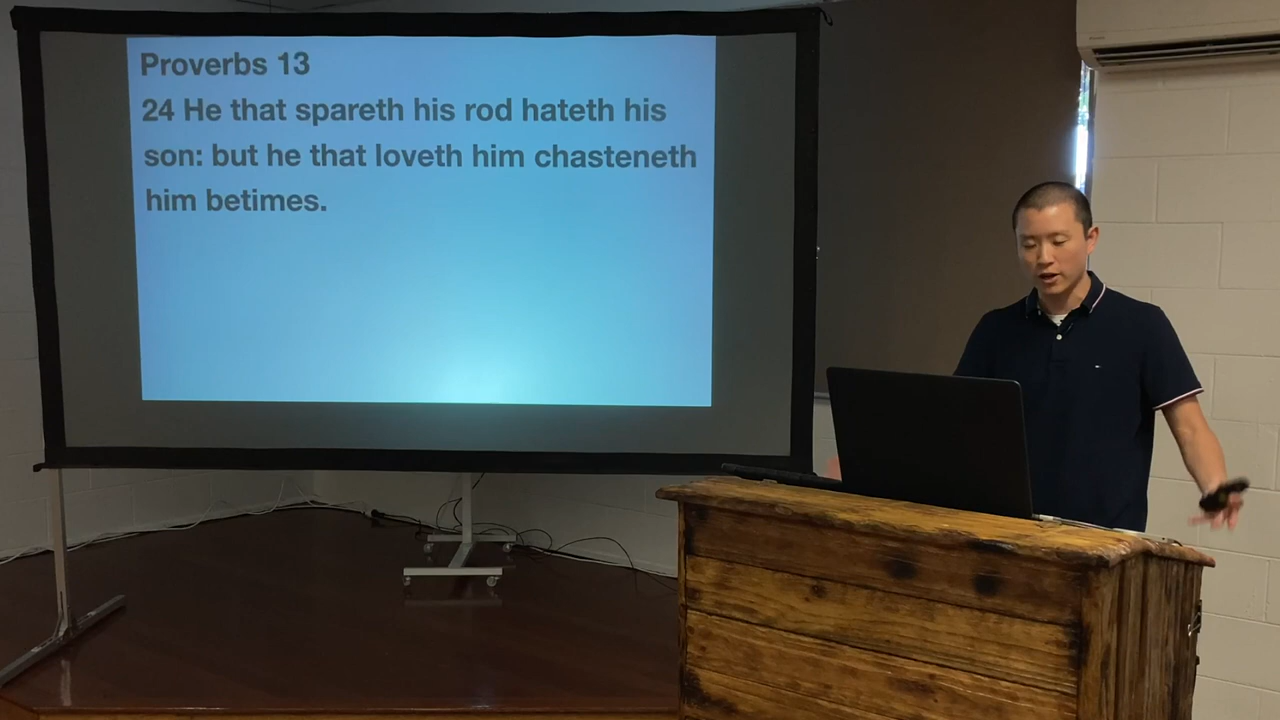 Proverbs 13
24 He that spareth his rod hateth his
son: but he that loveth him chasteneth
him betimes.